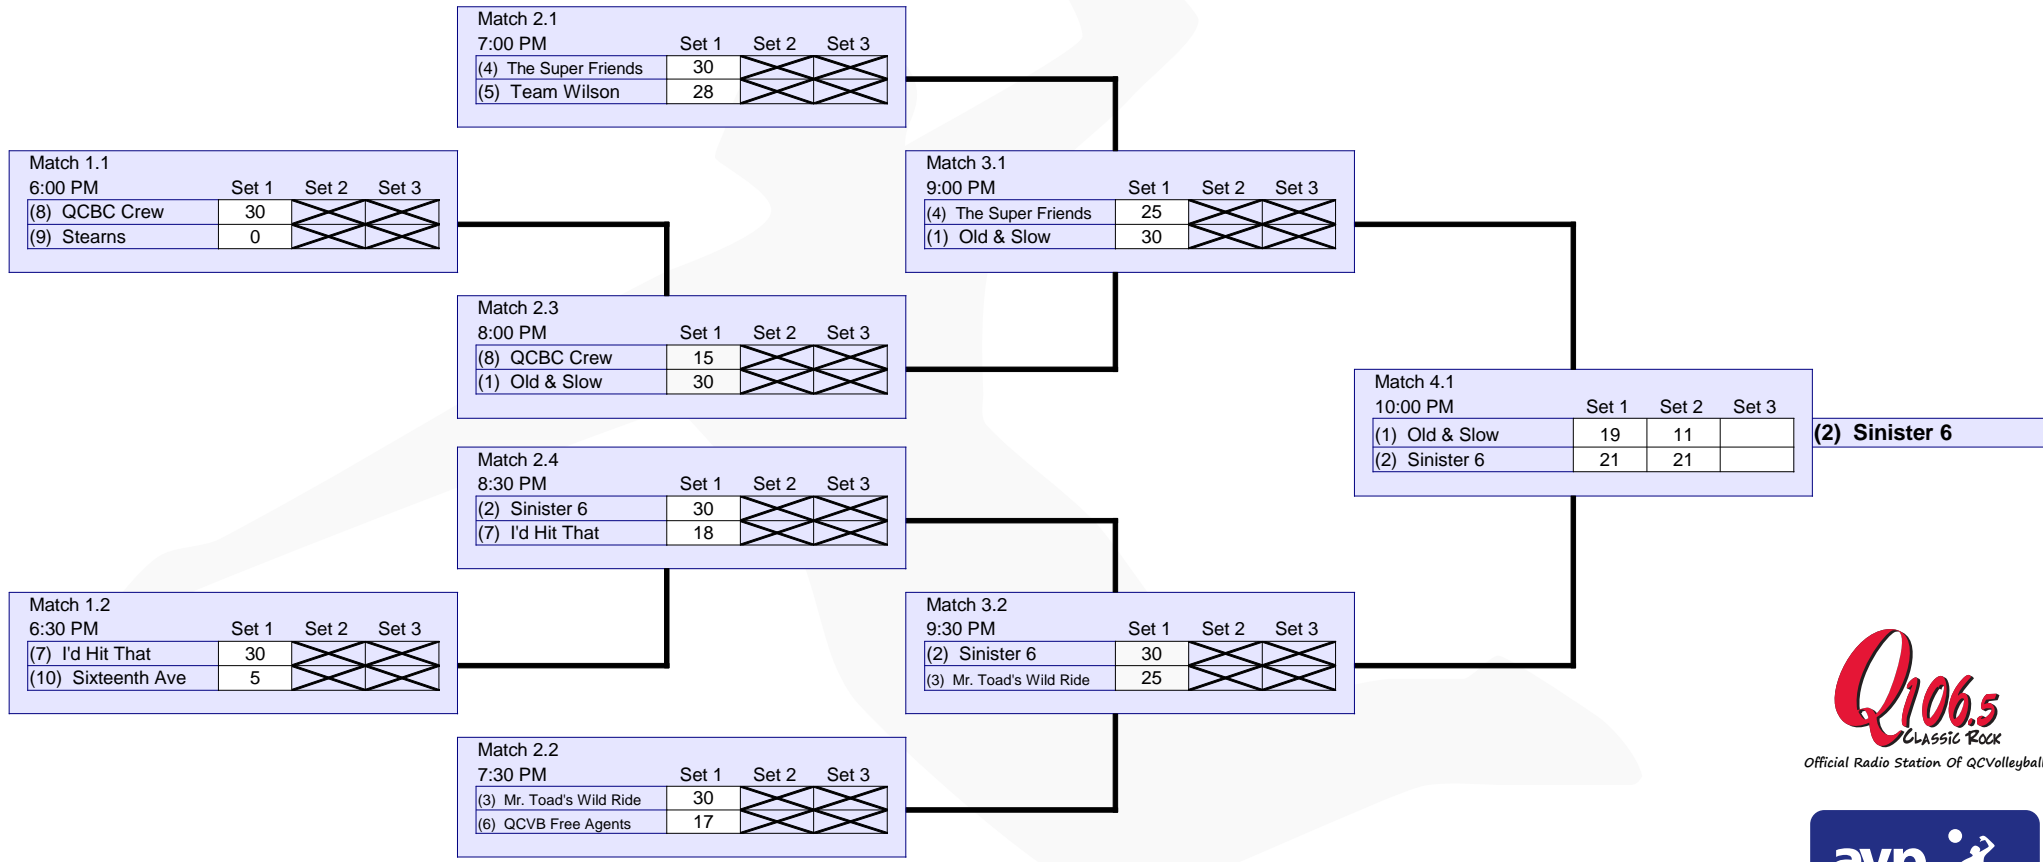 Match 2.1
7:00 PM Set 1 Set 2 Set 3
(4) The Super Friends 30
(5) Team Wilson 28
Match 1.1
6:00 PM Set 1 Set 2 Set 3
(8) QCBC Crew 30
(9) Stearns 0
Match 3.1
9:00 PM Set 1 Set 2 Set 3
(4) The Super Friends 25
(1) Old & Slow 30
Match 2.3
8:00 PM Set 1 Set 2 Set 3
(8) QCBC Crew 15
(1) Old & Slow 30
Match 4.1
10:00 PM Set 1 Set 2 Set 3
(1) Old & Slow 19 11
(2) Sinister 6 21 21
(2) Sinister 6
Match 2.4
8:30 PM Set 1 Set 2 Set 3
(2) Sinister 6 30
(7) I'd Hit That 18
Match 1.2
6:30 PM Set 1 Set 2 Set 3
(7) I'd Hit That 30
(10) Sixteenth Ave 5
Match 3.2
9:30 PM Set 1 Set 2 Set 3
(2) Sinister 6 30
(3) Mr. Toad's Wild Ride 25
Match 2.2
7:30 PM Set 1 Set 2 Set 3
(3) Mr. Toad's Wild Ride 30
(6) QCVB Free Agents 17
Q106.5
CLASSIC ROCK
Official Radio Station Of QCVolleyball
avp